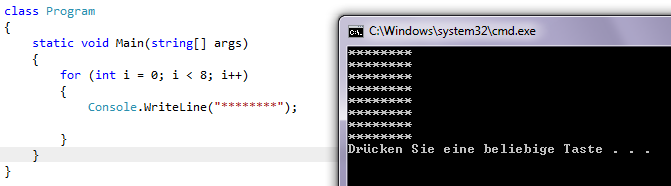 class Program
{
    static void Main(string[] args)
    {
        for (int i = 0; i < 8; i++)
        {
            Console.WriteLine("********");

        }
    }
}
C:\Windows\system32\cmd.exe
********
********
********
********
********
********
********
********
Drücken Sie eine beliebige Taste . . .